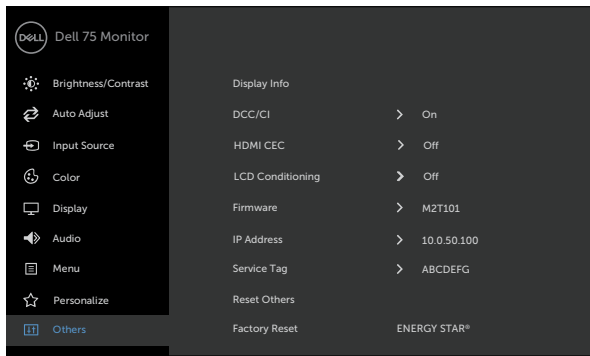 DELL Dell 75 Monitor
Brightness/Contrast Display Info
Auto Adjust DCC/CI On
Input Source HDMI CEC Off
Color LCD Conditioning Off
Display Firmware M2T101
Audio IP Address 10.0.50.100
Menu Service Tag ABCDEFG
Personalize Reset Others
Others Factory Reset ENERGY STAR®